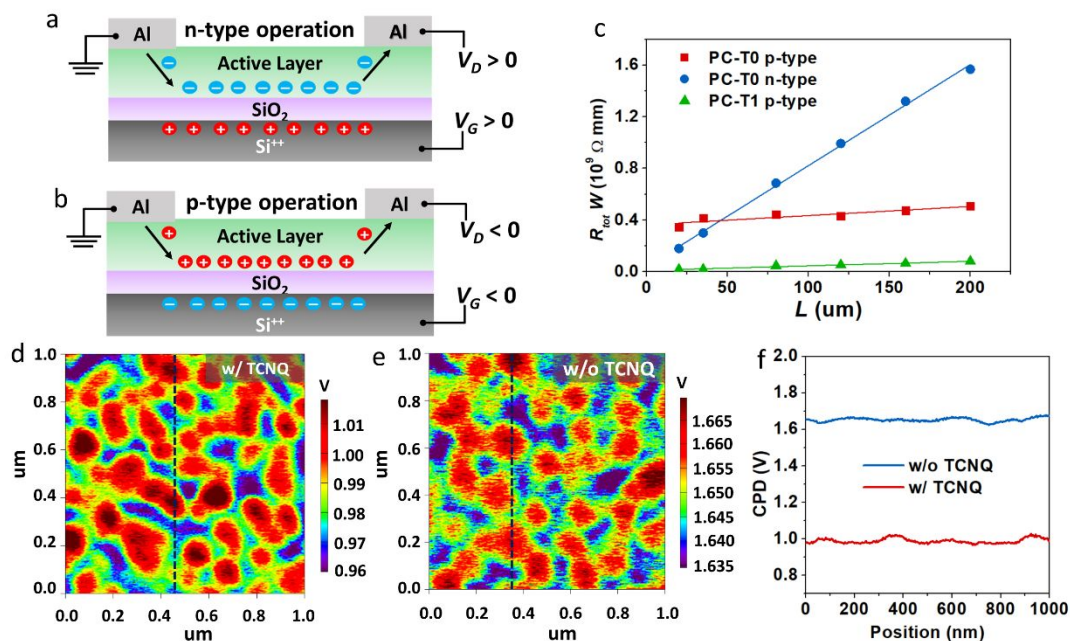 a
Al
n-type operation
Al
Active Layer
V_D > 0
SiO₂
V_G > 0
Si⁺⁺
b
Al
p-type operation
Al
Active Layer
V_D < 0
SiO₂
V_G < 0
Si⁺⁺
c
PC-T0 p-type
PC-T0 n-type
PC-T1 p-type
R_tot W (10⁹ Ω mm)
1.6
1.2
0.8
0.4
0.0
0 50 100 150 200
L (um)
d
w/ TCNQ
um
1.0
0.8
0.6
0.4
0.2
0.0
0.0 0.2 0.4 0.6 0.8 1.0
um
V
1.01
1.00
0.99
0.98
0.97
0.96
e
w/o TCNQ
um
1.0
0.8
0.6
0.4
0.2
0.0
0.0 0.2 0.4 0.6 0.8 1.0
um
V
1.665
1.660
1.655
1.650
1.645
1.640
1.635
f
CPD (V)
2.0
1.8
1.6
1.4
1.2
1.0
0.8
w/o TCNQ
w/ TCNQ
0 200 400 600 800 1000
Position (nm)